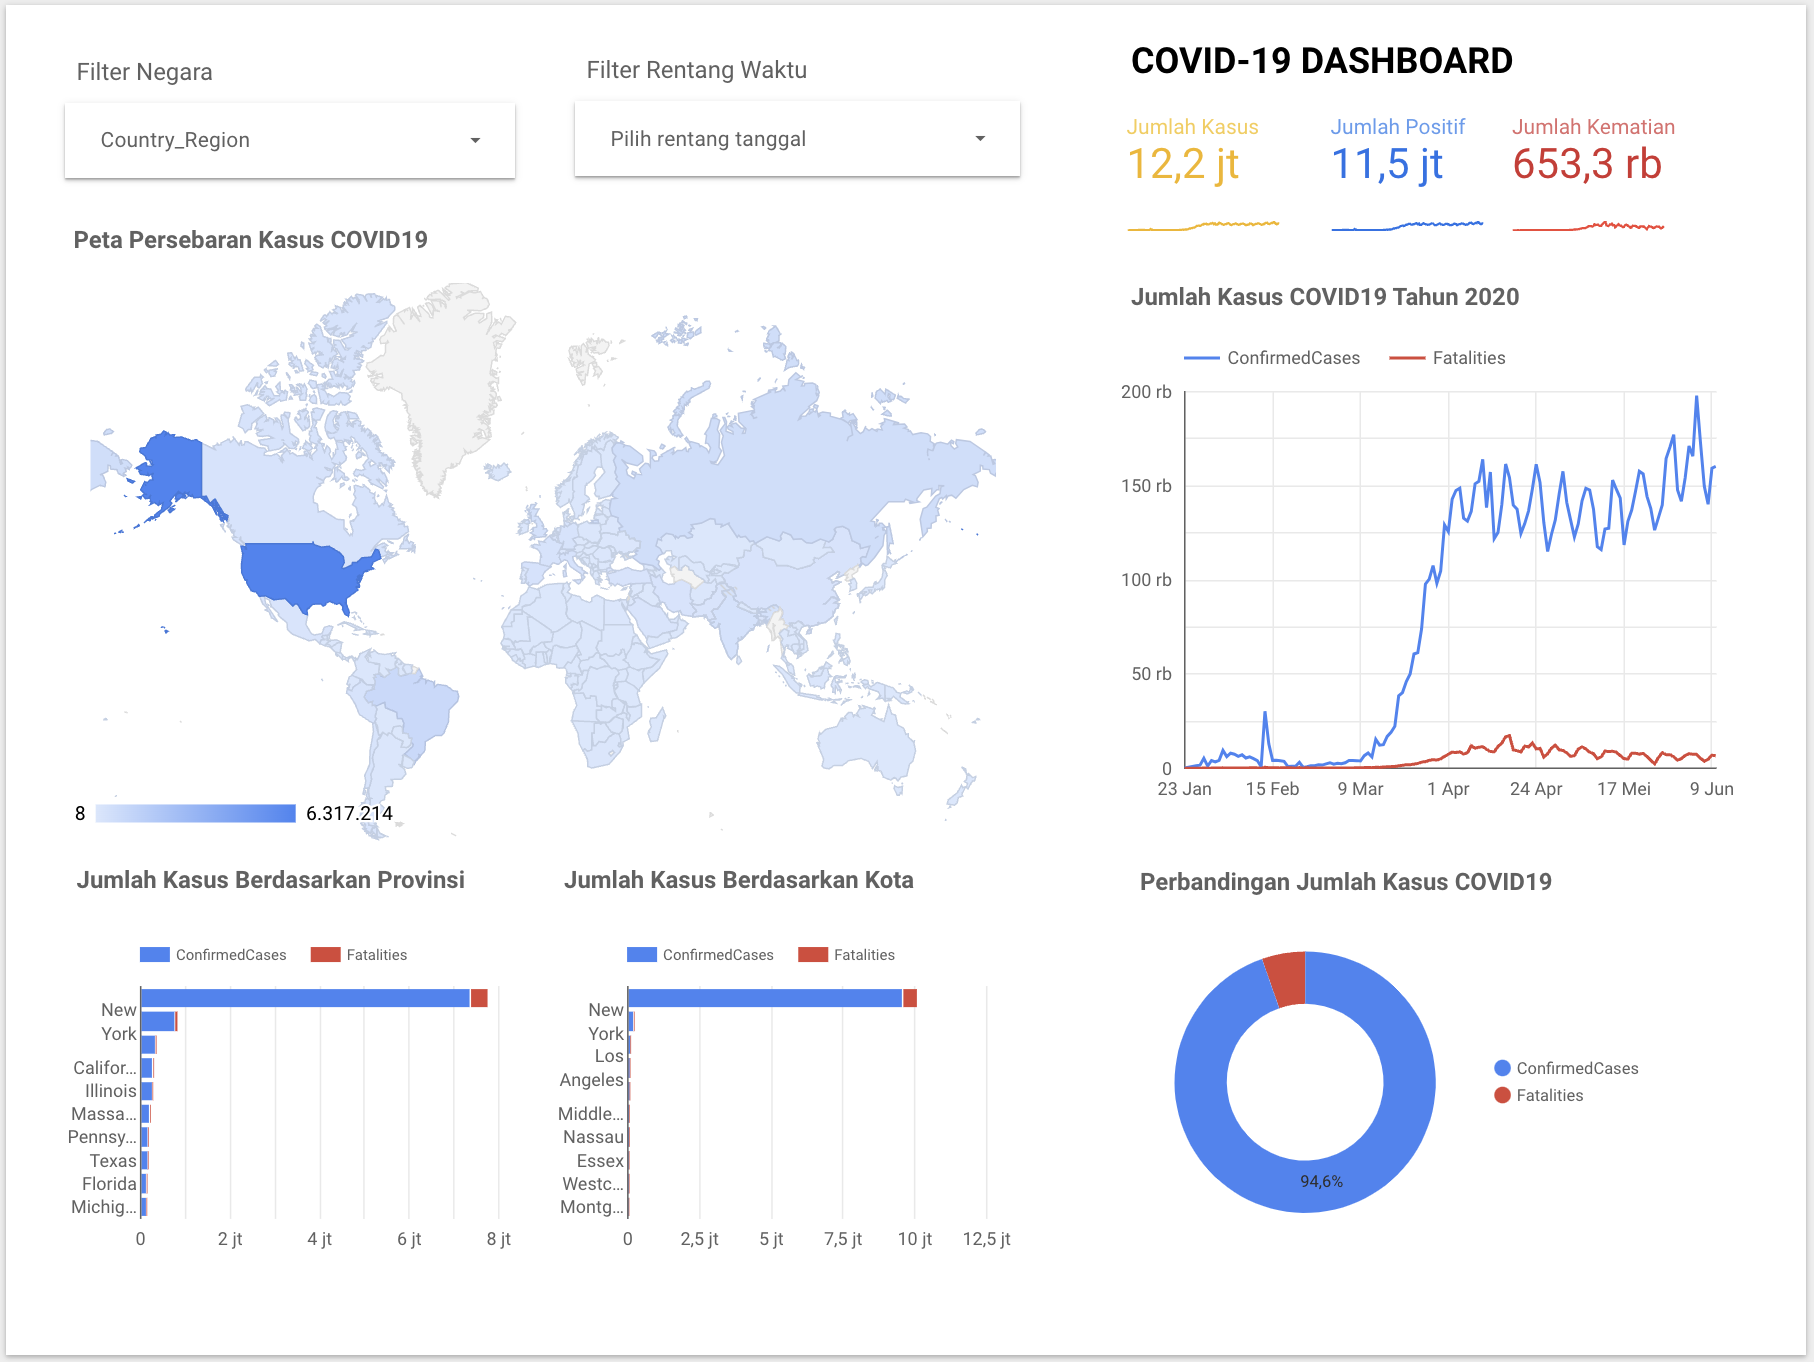 Filter Negara
Country_Region
Filter Rentang Waktu
Pilih rentang tanggal
COVID-19 DASHBOARD
Jumlah Kasus
12,2 jt
Jumlah Positif
11,5 jt
Jumlah Kematian
653,3 rb
Peta Persebaran Kasus COVID19
8
6.317.214
Jumlah Kasus COVID19 Tahun 2020
ConfirmedCases
Fatalities
200 rb
150 rb
100 rb
50 rb
0
23 Jan
15 Feb
9 Mar
1 Apr
24 Apr
17 Mei
9 Jun
Jumlah Kasus Berdasarkan Provinsi
ConfirmedCases
Fatalities
New
York
Califor...
Illinois
Massa...
Pennsy...
Texas
Florida
Michig...
0
2 jt
4 jt
6 jt
8 jt
Jumlah Kasus Berdasarkan Kota
ConfirmedCases
Fatalities
New
York
Los
Angeles
Middle...
Nassau
Essex
Westc...
Montg...
0
2,5 jt
5 jt
7,5 jt
10 jt
12,5 jt
Perbandingan Jumlah Kasus COVID19
94,6%
ConfirmedCases
Fatalities